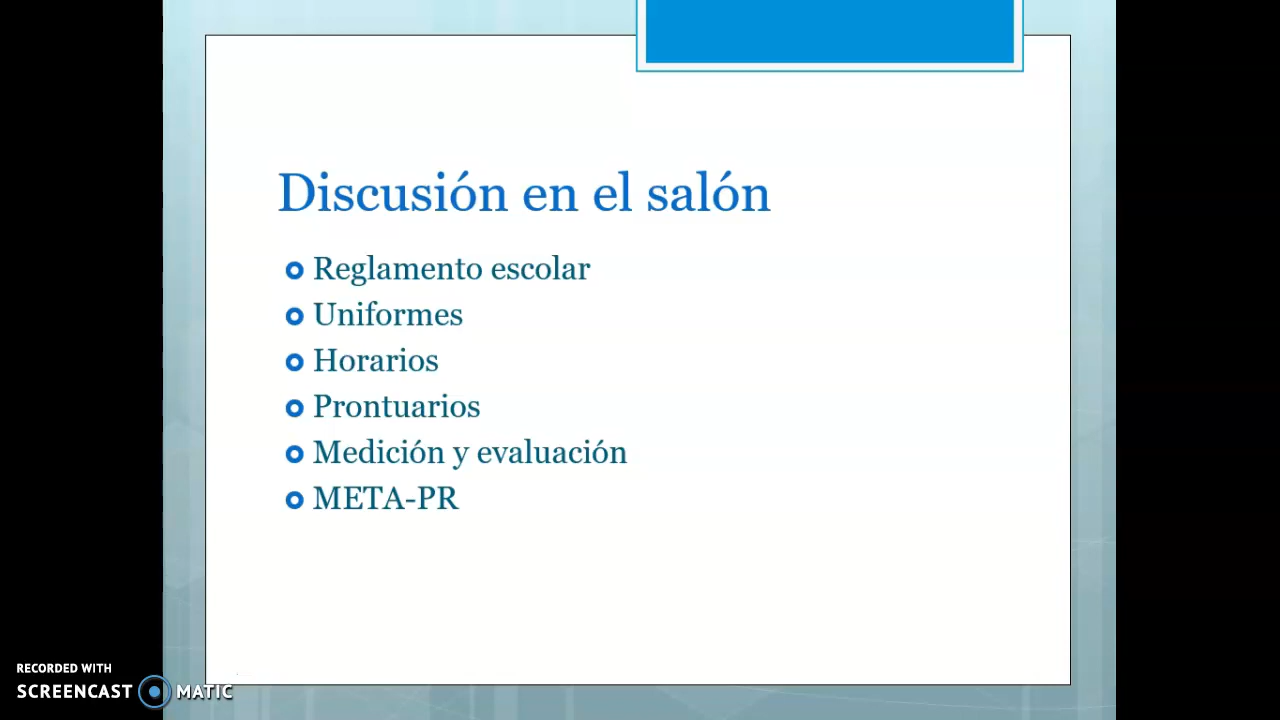 Discusión en el salón
Reglamento escolar
Uniformes
Horarios
Prontuarios
Medición y evaluación
META-PR
RECORDED WITH
SCREENCAST MATIC